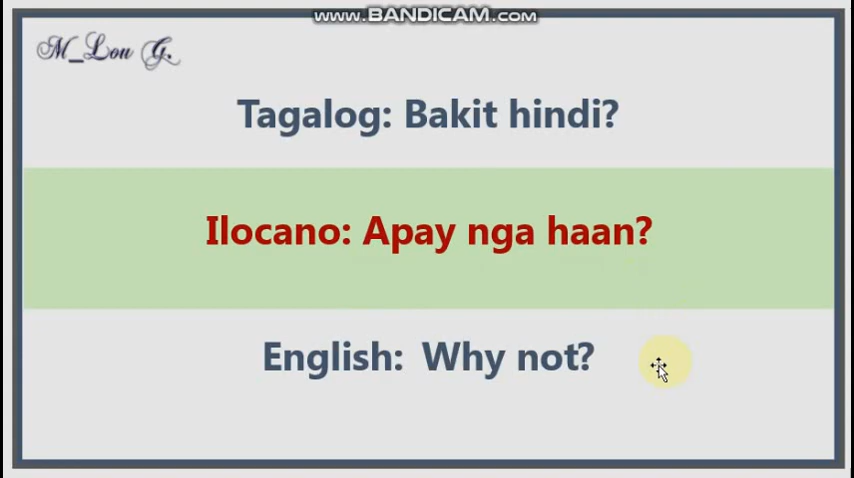 www.BANDICAM.com
M_Lou G.
Tagalog: Bakit hindi?
Ilocano: Apay nga haan?
English: Why not?